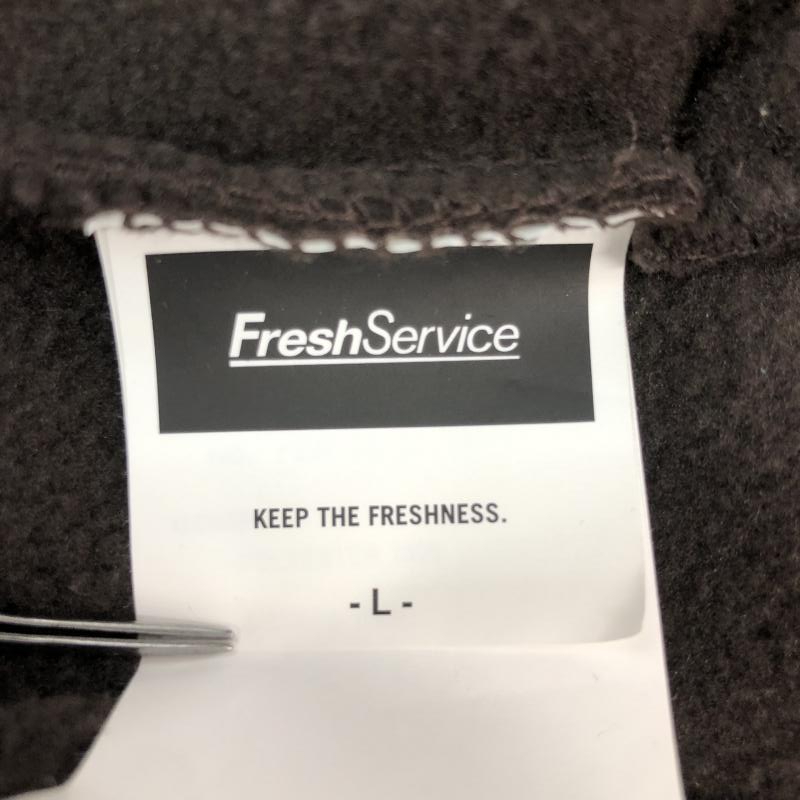 FreshService
KEEP THE FRESHNESS.
- L -